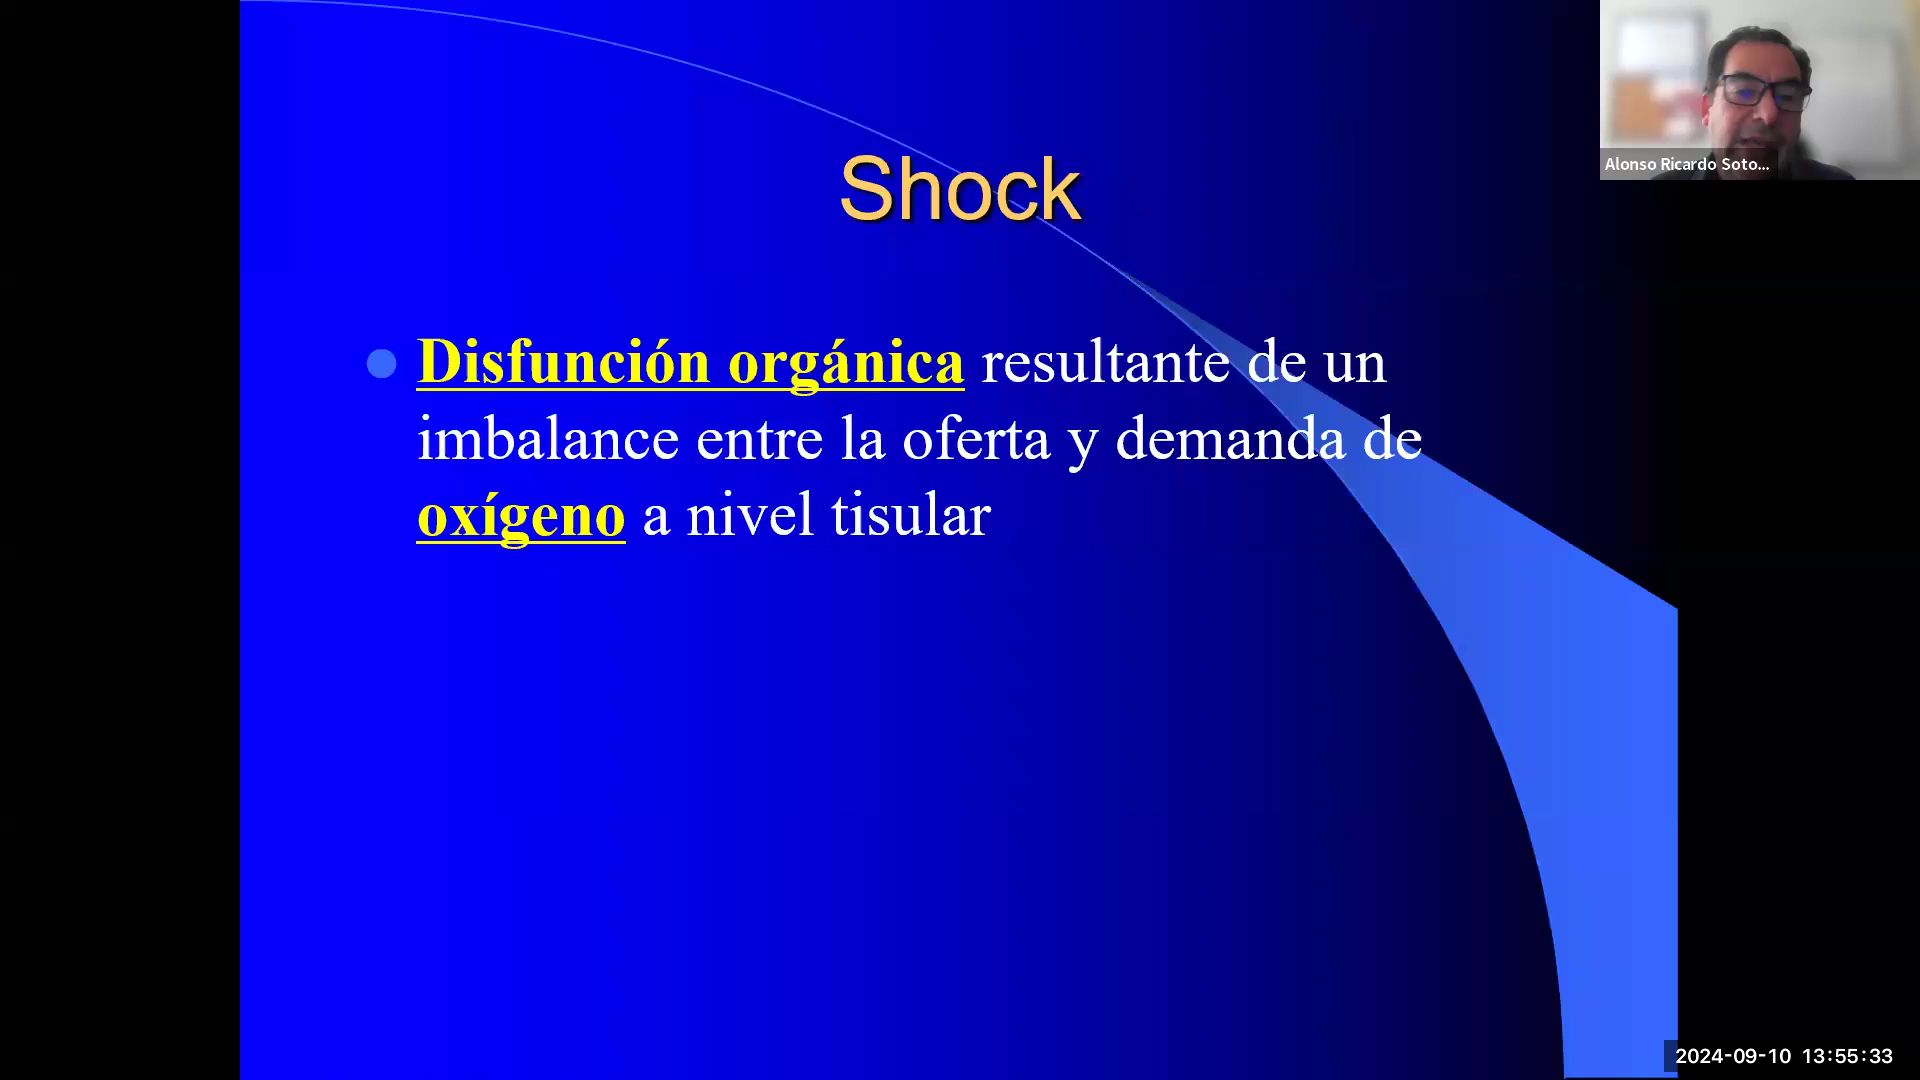 Shock
Disfunción orgánica resultante de un
imbalance entre la oferta y demanda de
oxígeno a nivel tisular
Alonso Ricardo Soto...
2024-09-10 13:55:33